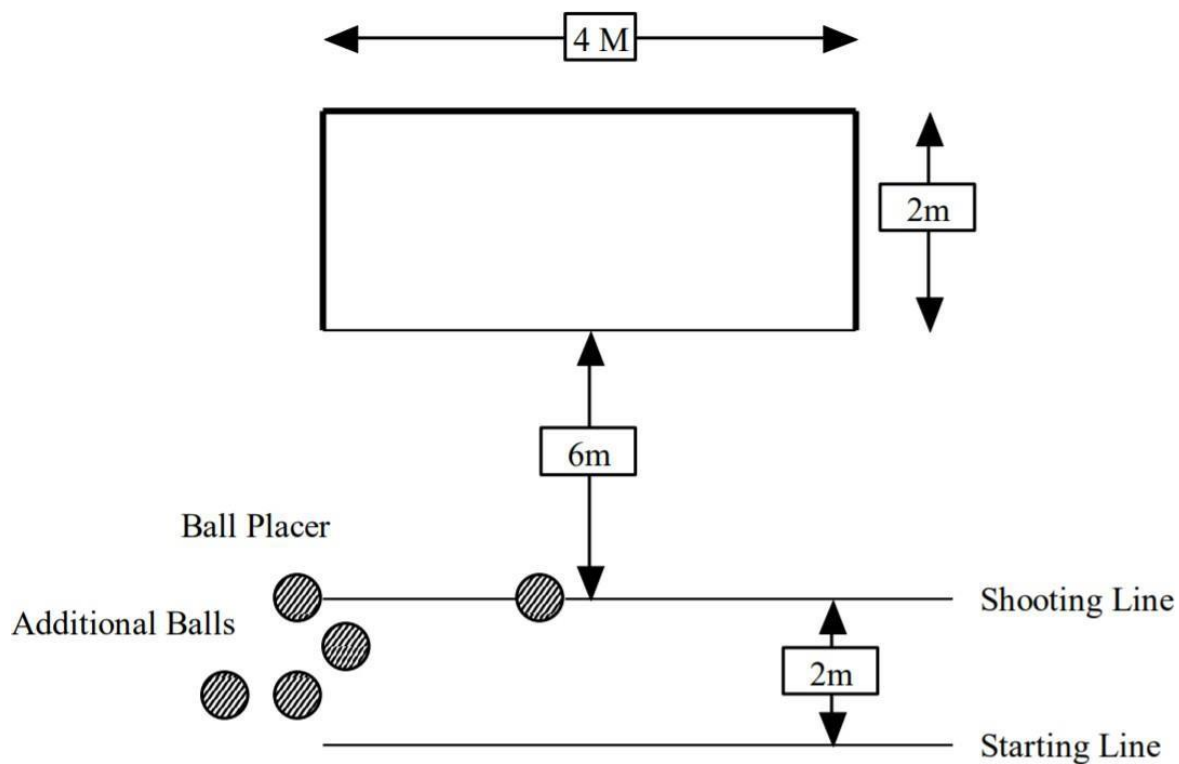 4 M
2m
6m
Ball Placer
Shooting Line
Additional Balls
2m
Starting Line